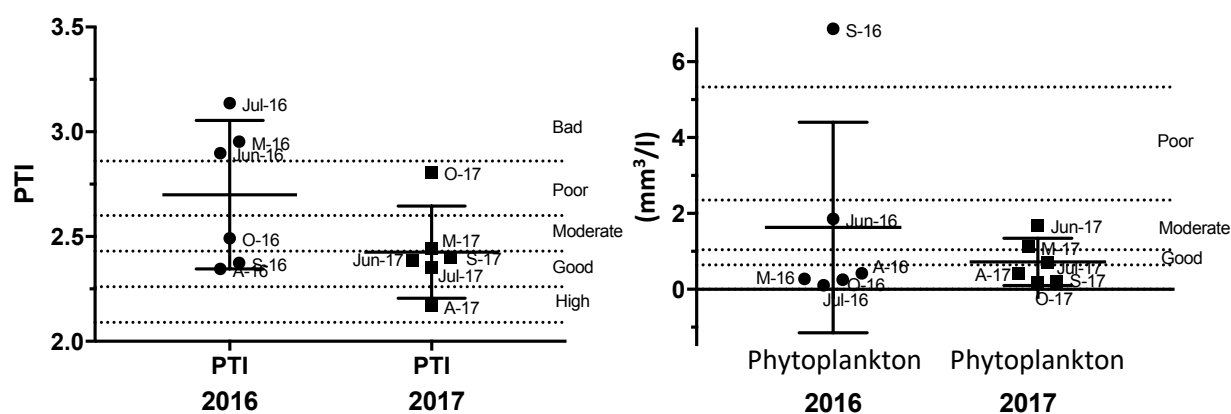 3.5
3.0
2.5
2.0
PTI
Jul-16
M-16
Jun-16
O-16
S-16
A-16
O-17
M-17
Jun-17
S-17
Jul-17
A-17
Bad
Poor
Moderate
Good
High
PTI
2016
PTI
2017
6
4
2
0
(mm³/l)
S-16
Jun-16
M-16
A-16
O-16
Jul-16
Jun-17
M-17
A-17
Jul-17
S-17
O-17
Poor
Moderate
Good
Phytoplankton
2016
Phytoplankton
2017